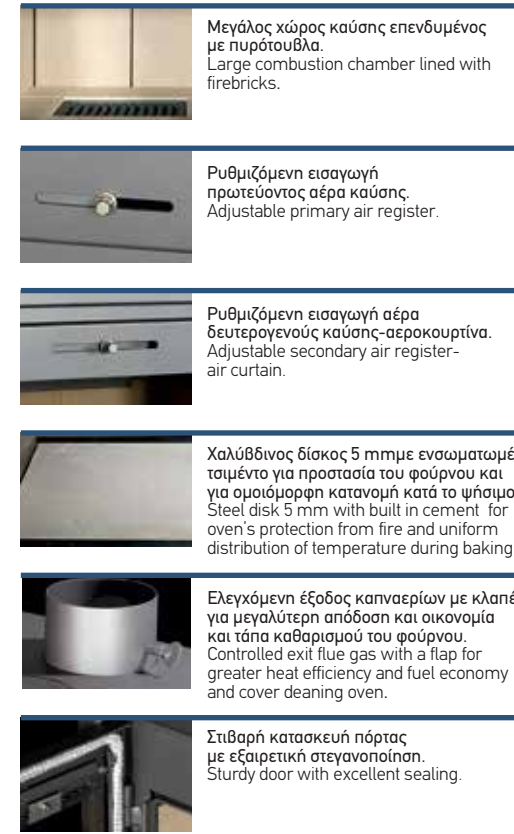 Μεγάλος χώρος καύσης επενδυμένος
με πυρότουβλα.
Large combustion chamber lined with
firebricks.
Ρυθμιζόμενη εισαγωγή
πρωτεύοντος αέρα καύσης.
Adjustable primary air register.
Ρυθμιζόμενη εισαγωγή αέρα
δευτερογενούς καύσης-αεροκουρτίνα.
Adjustable secondary air register-
air curtain.
Χαλύβδινος δίσκος 5 mmμε ενσωματωμέ
τσιμέντο για προστασία του φούρνου και
για ομοιόμορφη κατανομή κατά το ψήσιμο
Steel disk 5 mm with built in cement for
oven's protection from fire and uniform
distribution of temperature during baking
Ελεγχόμενη έξοδος καπναερίων με κλαπέ
για μεγαλύτερη απόδοση και οικονομία
και τάπα καθαρισμού του φούρνου.
Controlled exit flue gas with a flap for
greater heat efficiency and fuel economy
and cover deaning oven.
Στιβαρή κατασκευή πόρτας
με εξαιρετική στεγανοποίηση.
Sturdy door with excellent sealing.